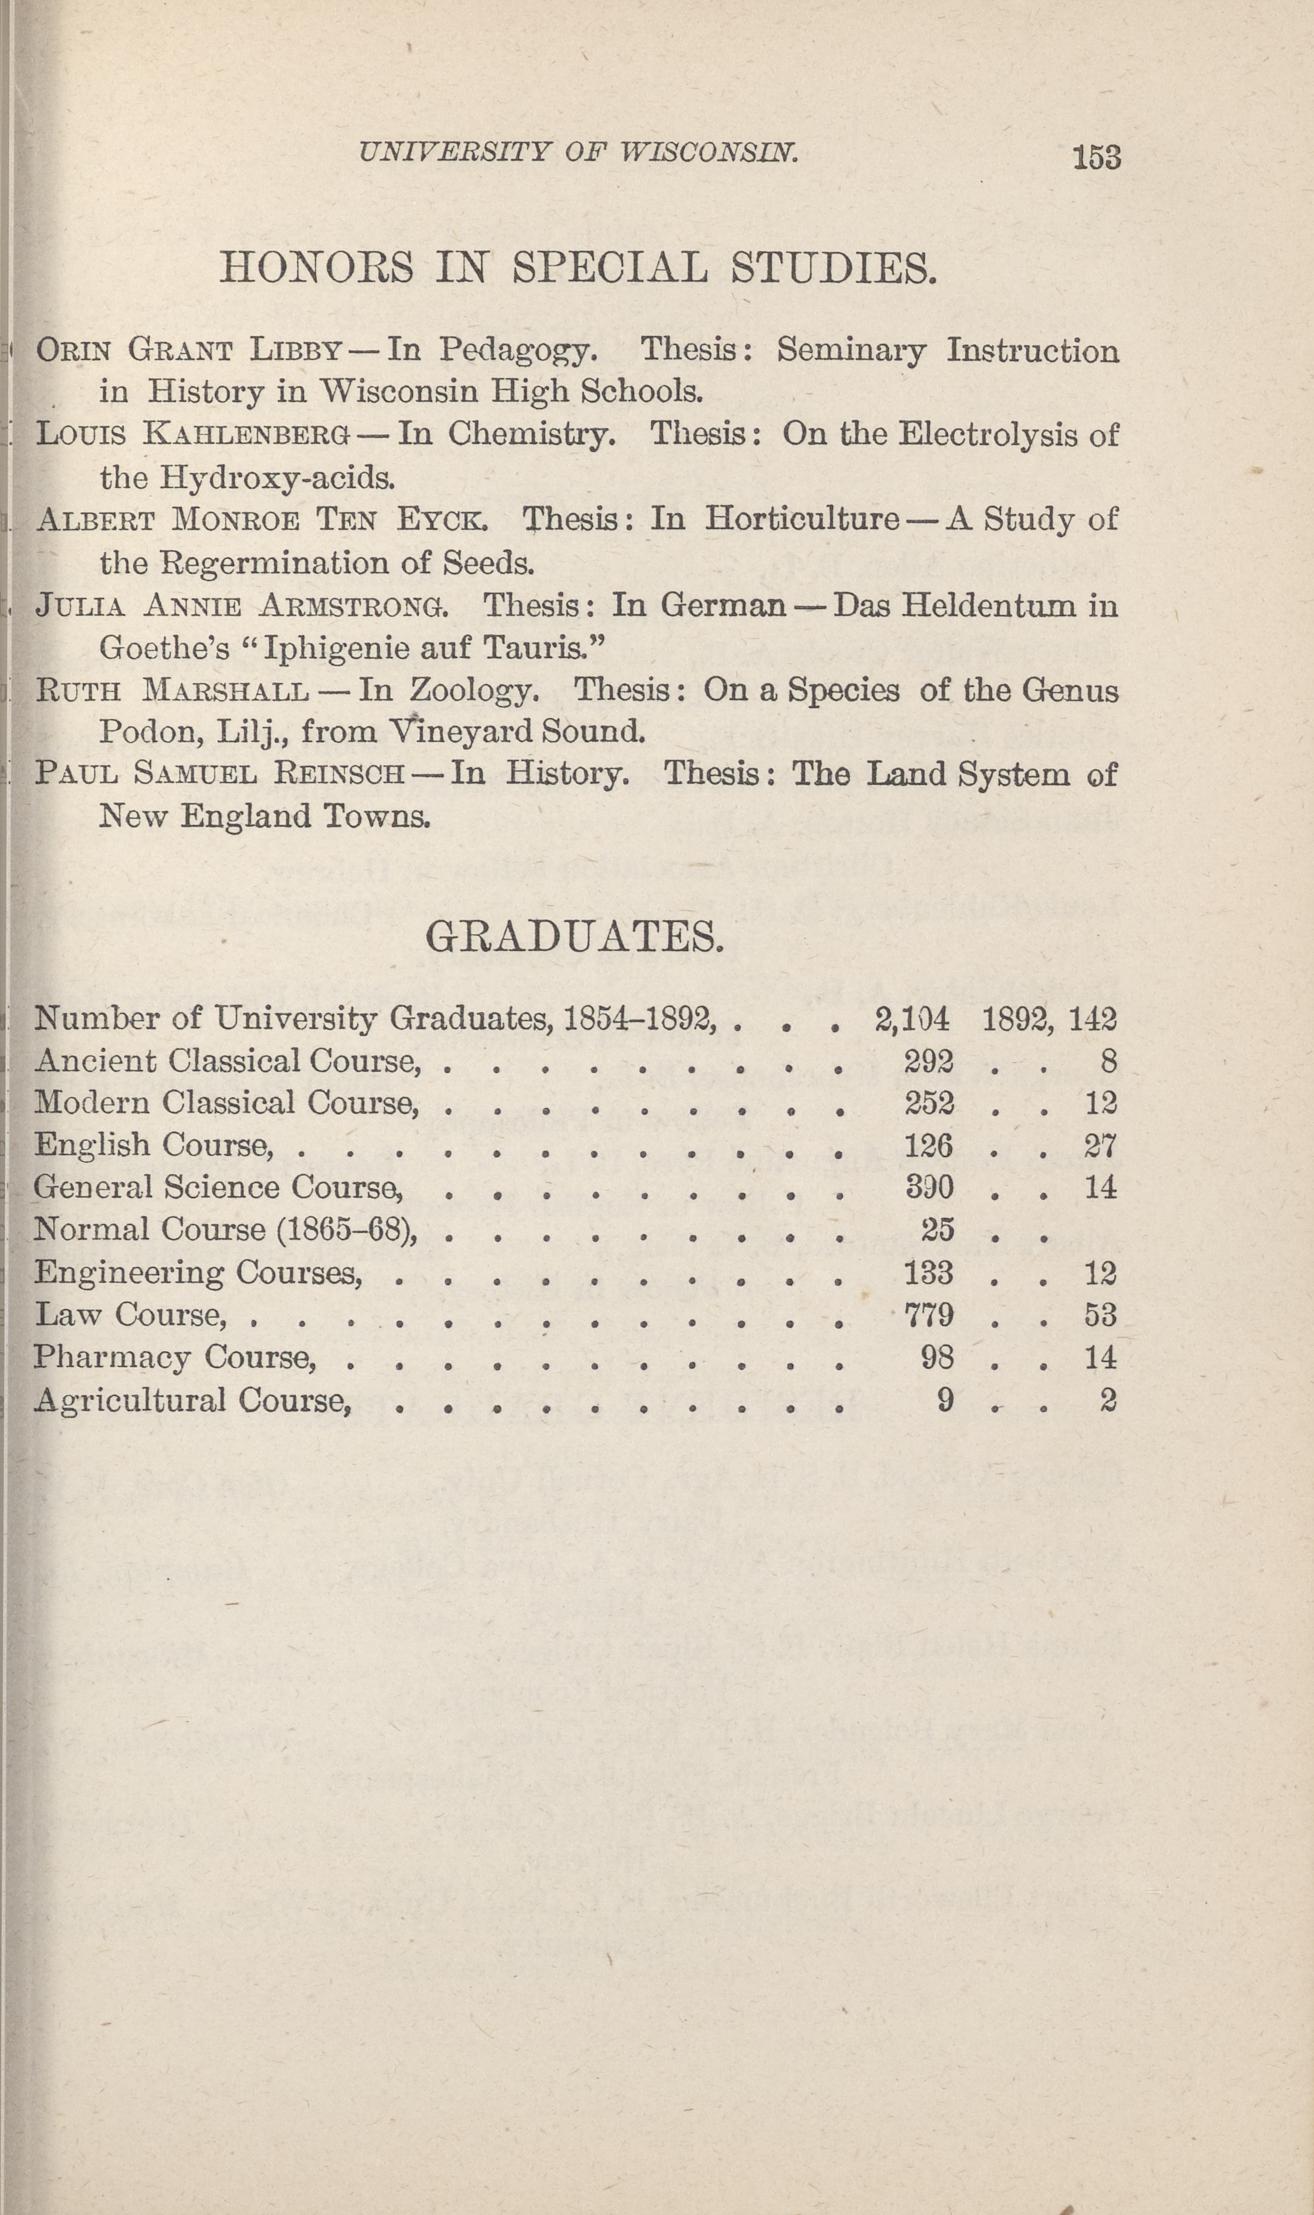 UNIVERSITY OF WISCONSIN. 153
HONORS IN SPECIAL STUDIES.
ORIN GRANT LIBBY — In Pedagogy. Thesis: Seminary Instruction
in History in Wisconsin High Schools.
LOUIS KAHLENBERG — In Chemistry. Thesis: On the Electrolysis of
the Hydroxy-acids.
ALBERT MONROE TEN EYCK. Thesis: In Horticulture — A Study of
the Regermination of Seeds.
JULIA ANNIE ARMSTRONG. Thesis: In German — Das Heldentum in
Goethe's “Iphigenie auf Tauris.”
RUTH MARSHALL — In Zoology. Thesis: On a Species of the Genus
Podon, Lilj., from Vineyard Sound.
PAUL SAMUEL REINSCH — In History. Thesis: The Land System of
New England Towns.
GRADUATES.
Number of University Graduates, 1854–1892, . . . 2,104 1892, 142
Ancient Classical Course, . . . . . . . . . 292 . . 8
Modern Classical Course, . . . . . . . . . 252 . . 12
English Course, . . . . . . . . . . . . 126 . . 27
General Science Course, . . . . . . . . . 390 . . 14
Normal Course (1865–68), . . . . . . . . . 25 . .
Engineering Courses, . . . . . . . . . . 133 . . 12
Law Course, . . . . . . . . . . . . . 779 . . 53
Pharmacy Course, . . . . . . . . . . . 98 . . 14
Agricultural Course, . . . . . . . . . . 9 . . 2